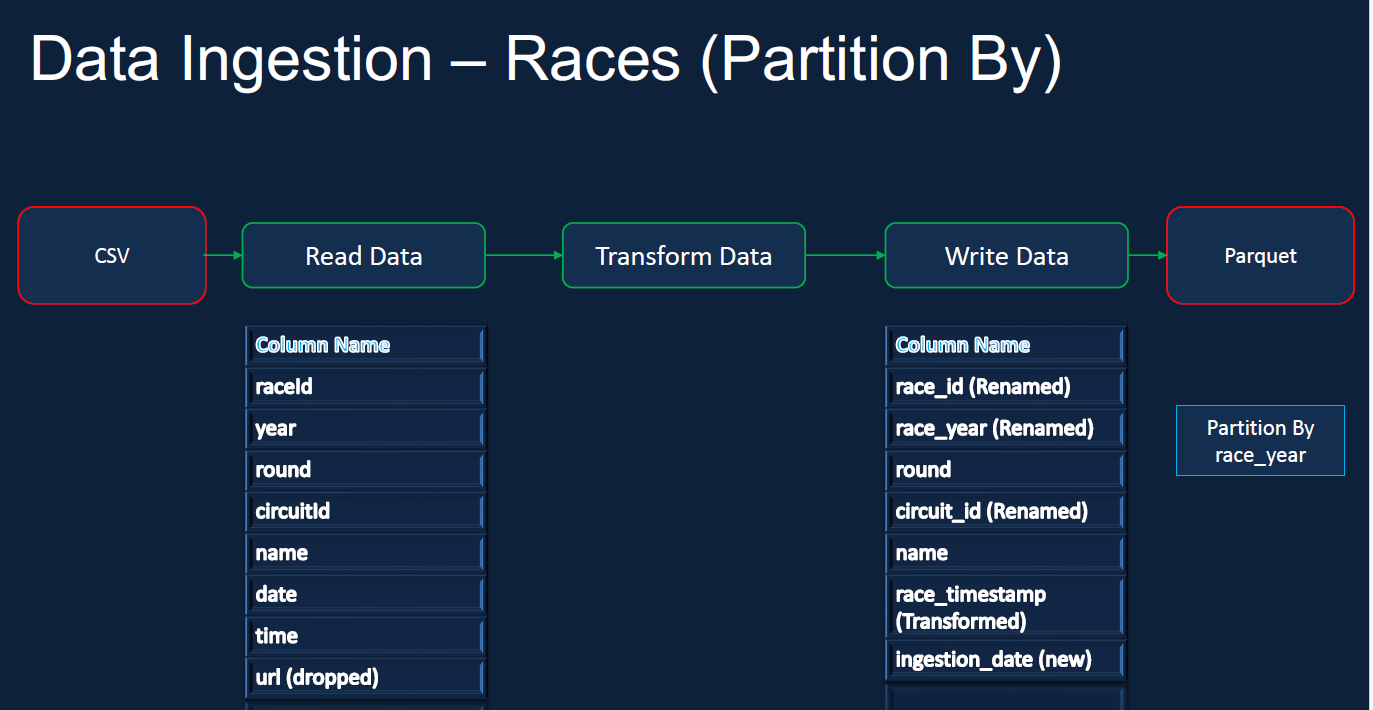 Data Ingestion – Races (Partition By)
CSV
Read Data
Transform Data
Write Data
Parquet
Column Name
raceId
year
round
circuitId
name
date
time
url (dropped)
Column Name
race_id (Renamed)
race_year (Renamed)
round
circuit_id (Renamed)
name
race_timestamp
(Transformed)
ingestion_date (new)
Partition By
race_year